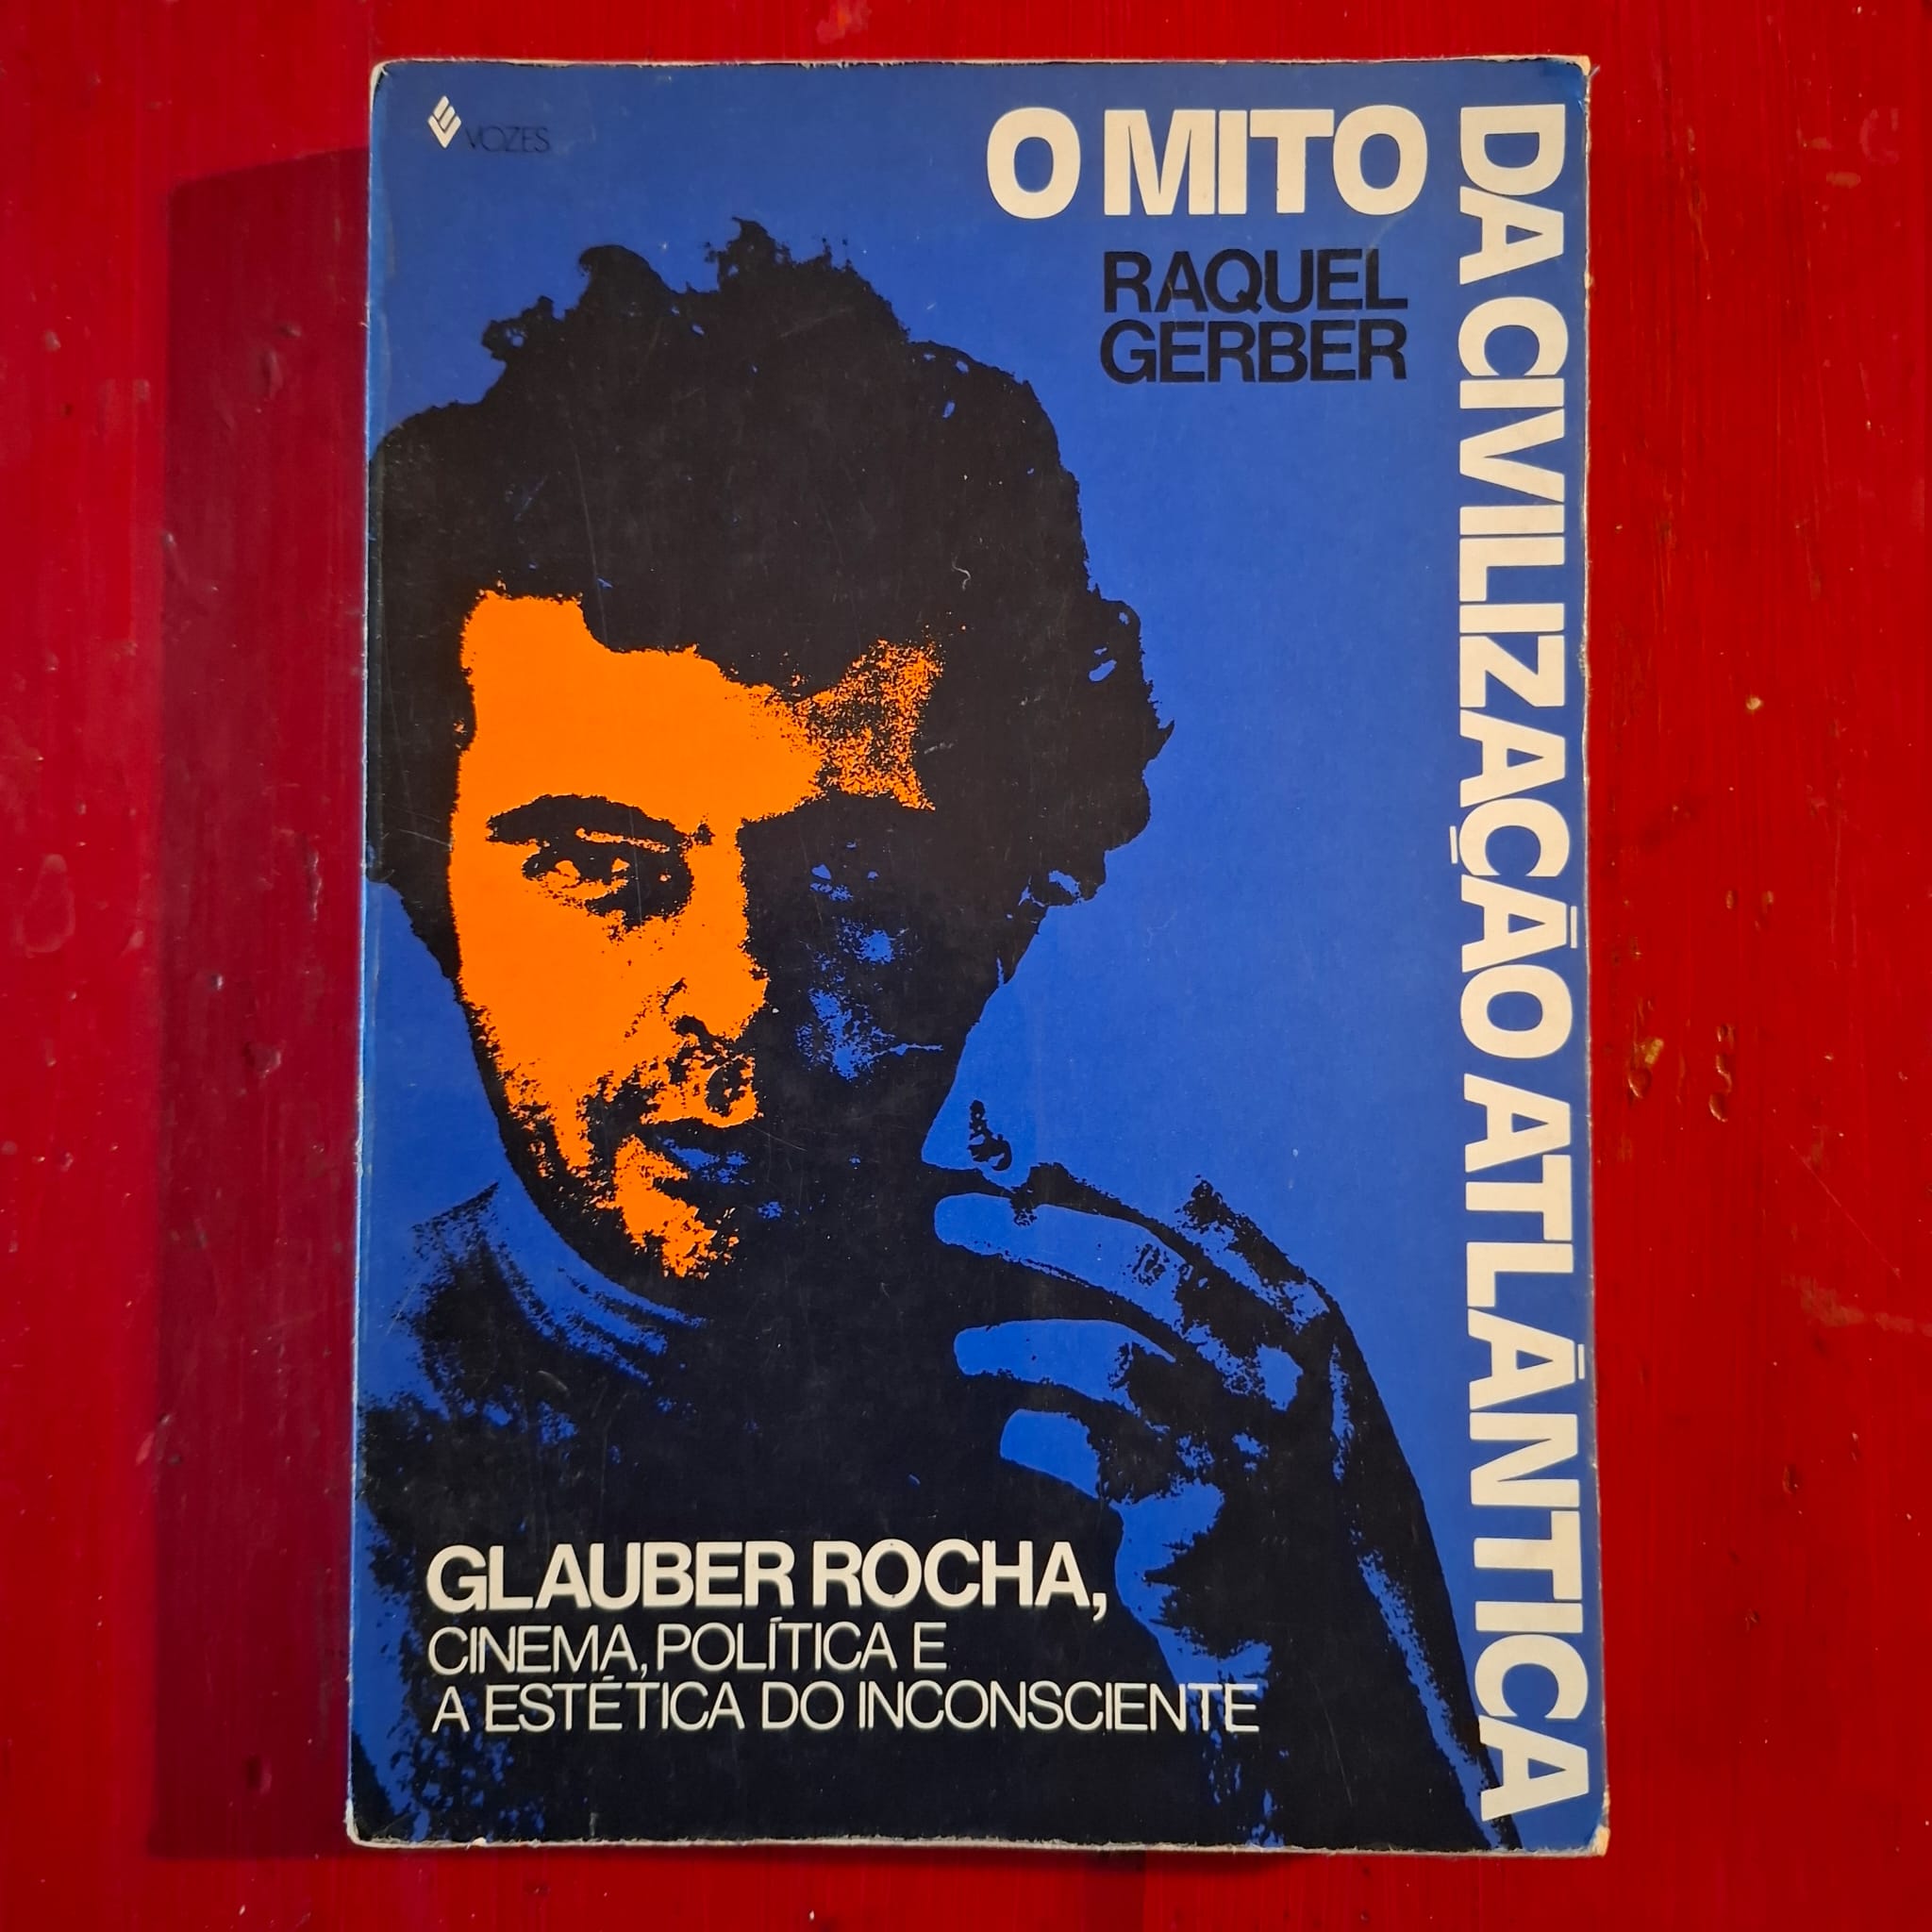 VOZES
O MITO
DA CIVILIZAÇÃO ATLÂNTICA
RAQUEL
GERBER
GLAUBER ROCHA,
CINEMA, POLÍTICA E
A ESTÉTICA DO INCONSCIENTE